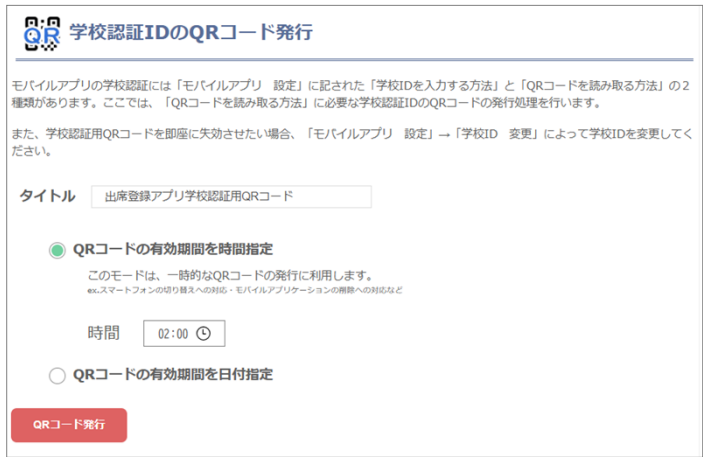 QR 学校認証IDのQRコード発行
モバイルアプリの学校認証には「モバイルアプリ　設定」に記された「学校IDを入力する方法」と「QRコードを読み取る方法」の２
種類があります。ここでは、「QRコードを読み取る方法」に必要な学校認証IDのQRコードの発行処理を行います。
また、学校認証用QRコードを即座に失効させたい場合、「モバイルアプリ　設定」→「学校ID　変更」によって学校IDを変更してく
ださい。
タイトル 出席登録アプリ学校認証用QRコード
QRコードの有効期間を時間指定
このモードは、一時的なQRコードの発行に利用します。
ex.スマートフォンの切り替えへの対応・モバイルアプリケーションの削除への対応など
時間 02:00
QRコードの有効期間を日付指定
QRコード発行